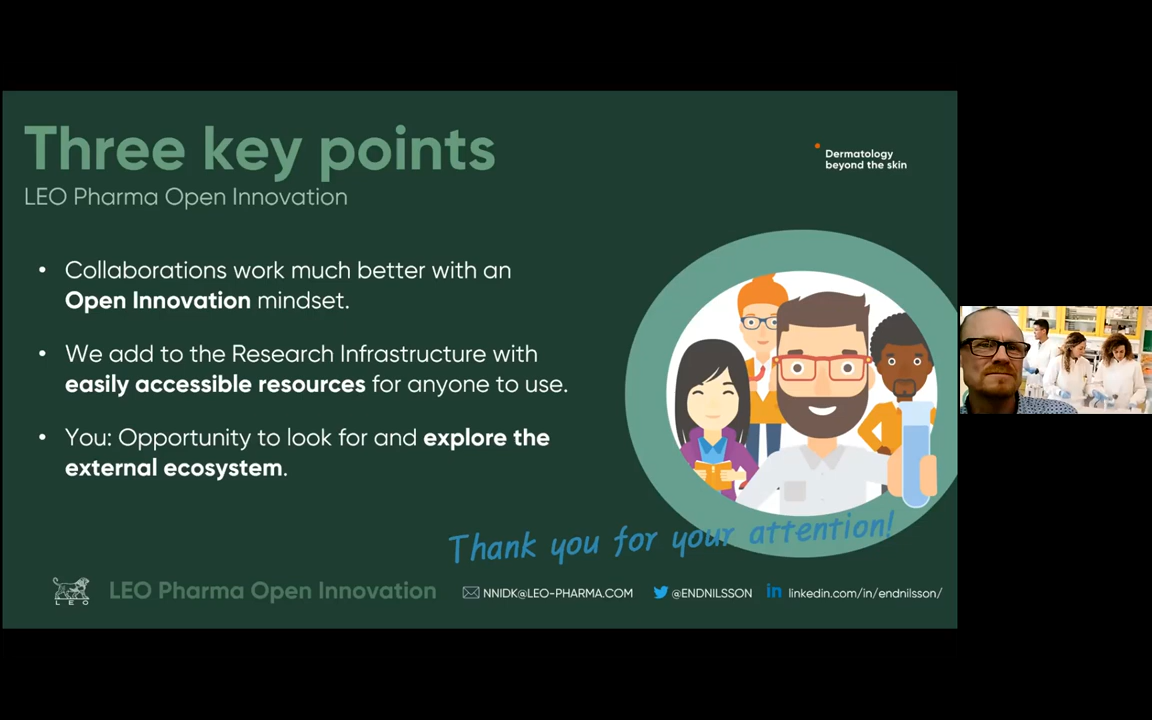 Three key points
LEO Pharma Open Innovation
Dermatology
beyond the skin
• Collaborations work much better with an
Open Innovation mindset.
• We add to the Research Infrastructure with
easily accessible resources for anyone to use.
• You: Opportunity to look for and explore the
external ecosystem.
Thank you for your attention!
LEO
LEO Pharma Open Innovation
NNIDK@LEO-PHARMA.COM
@ENDNILSSON
in linkedin.com/in/endnilsson/